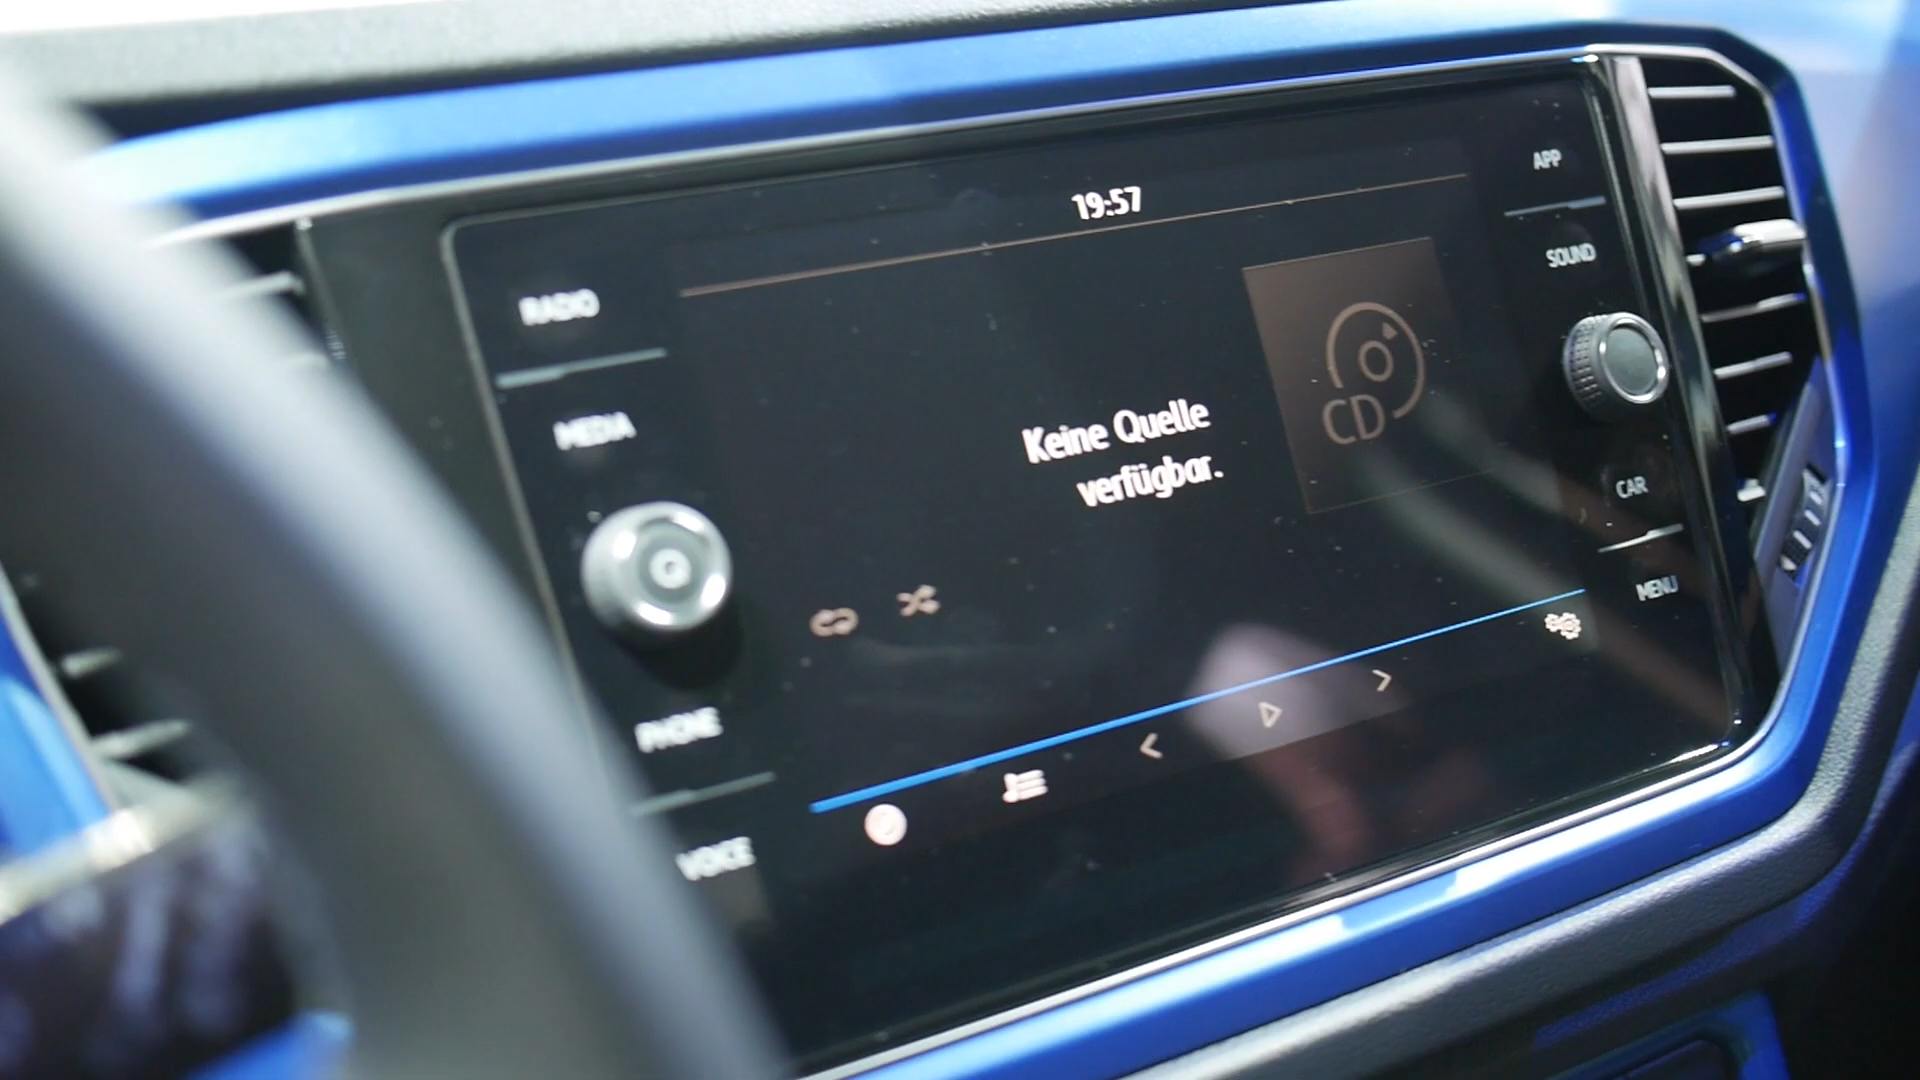 19:57
RADIO
MEDIA
PHONE
VOICE
Keine Quelle
verfügbar.
CD
APP
SOUND
CAR
MENU